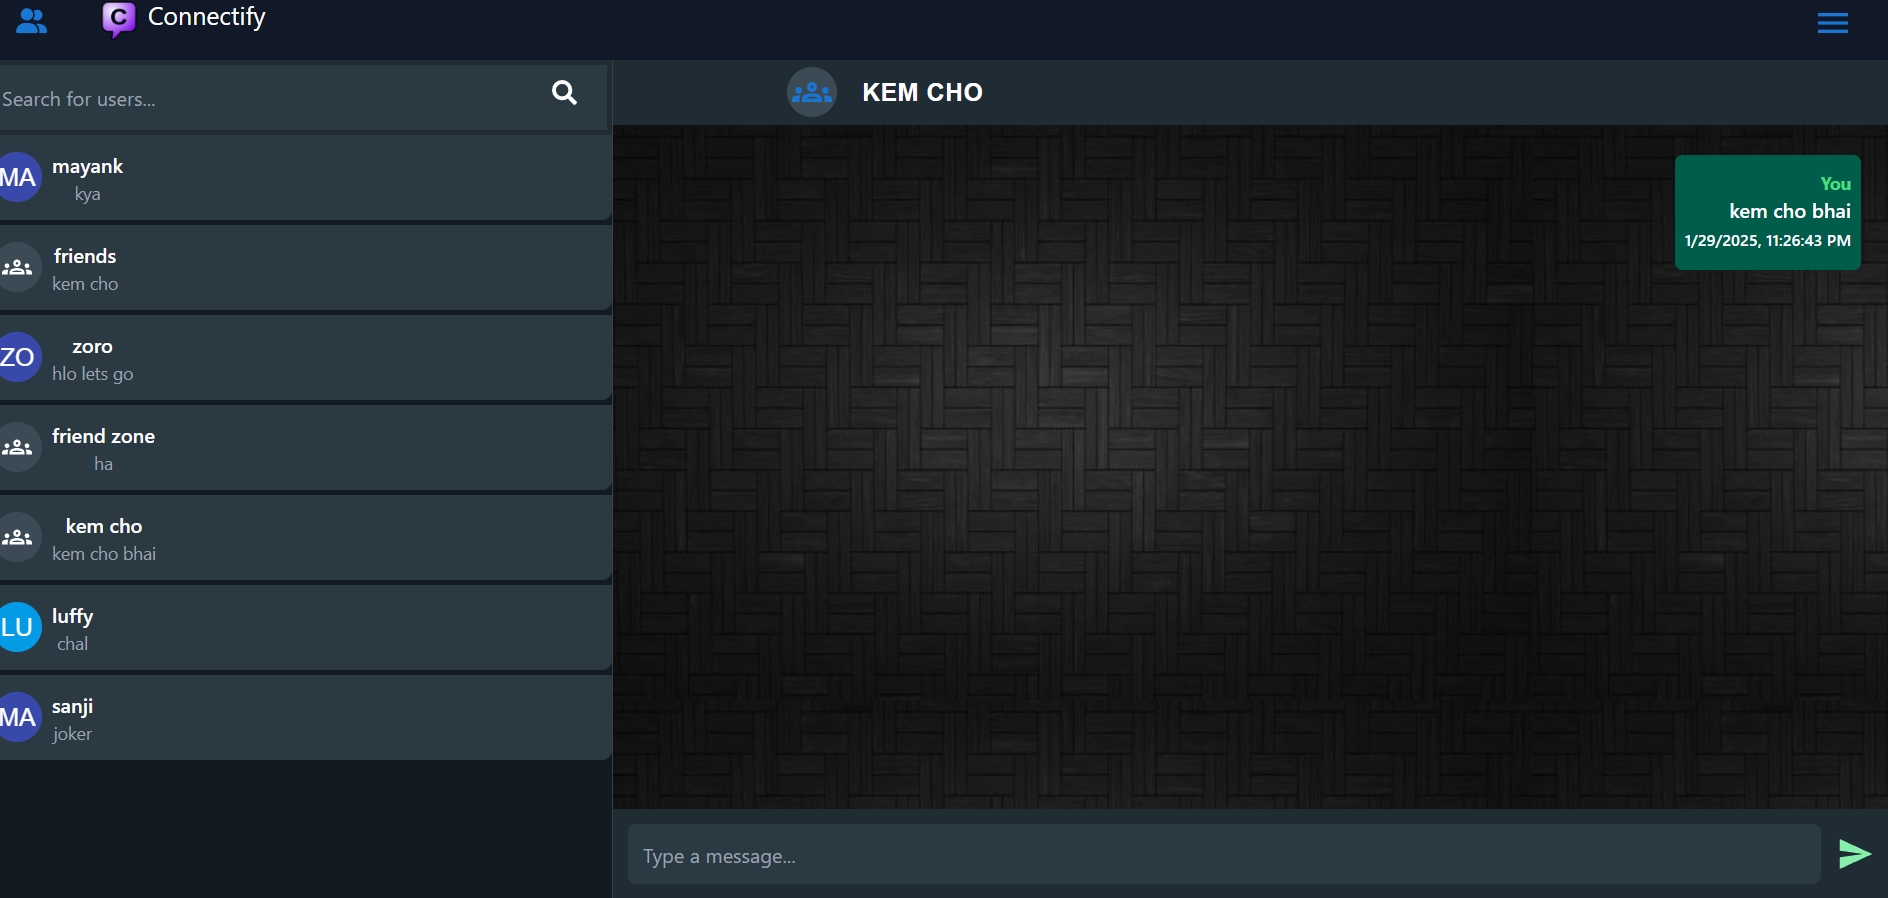 C Connectify
Search for users...
MA mayank
kya
friends
kem cho
ZO zoro
hlo lets go
friend zone
ha
kem cho
kem cho bhai
LU luffy
chal
MA sanji
joker
KEM CHO
You
kem cho bhai
1/29/2025, 11:26:43 PM
Type a message...